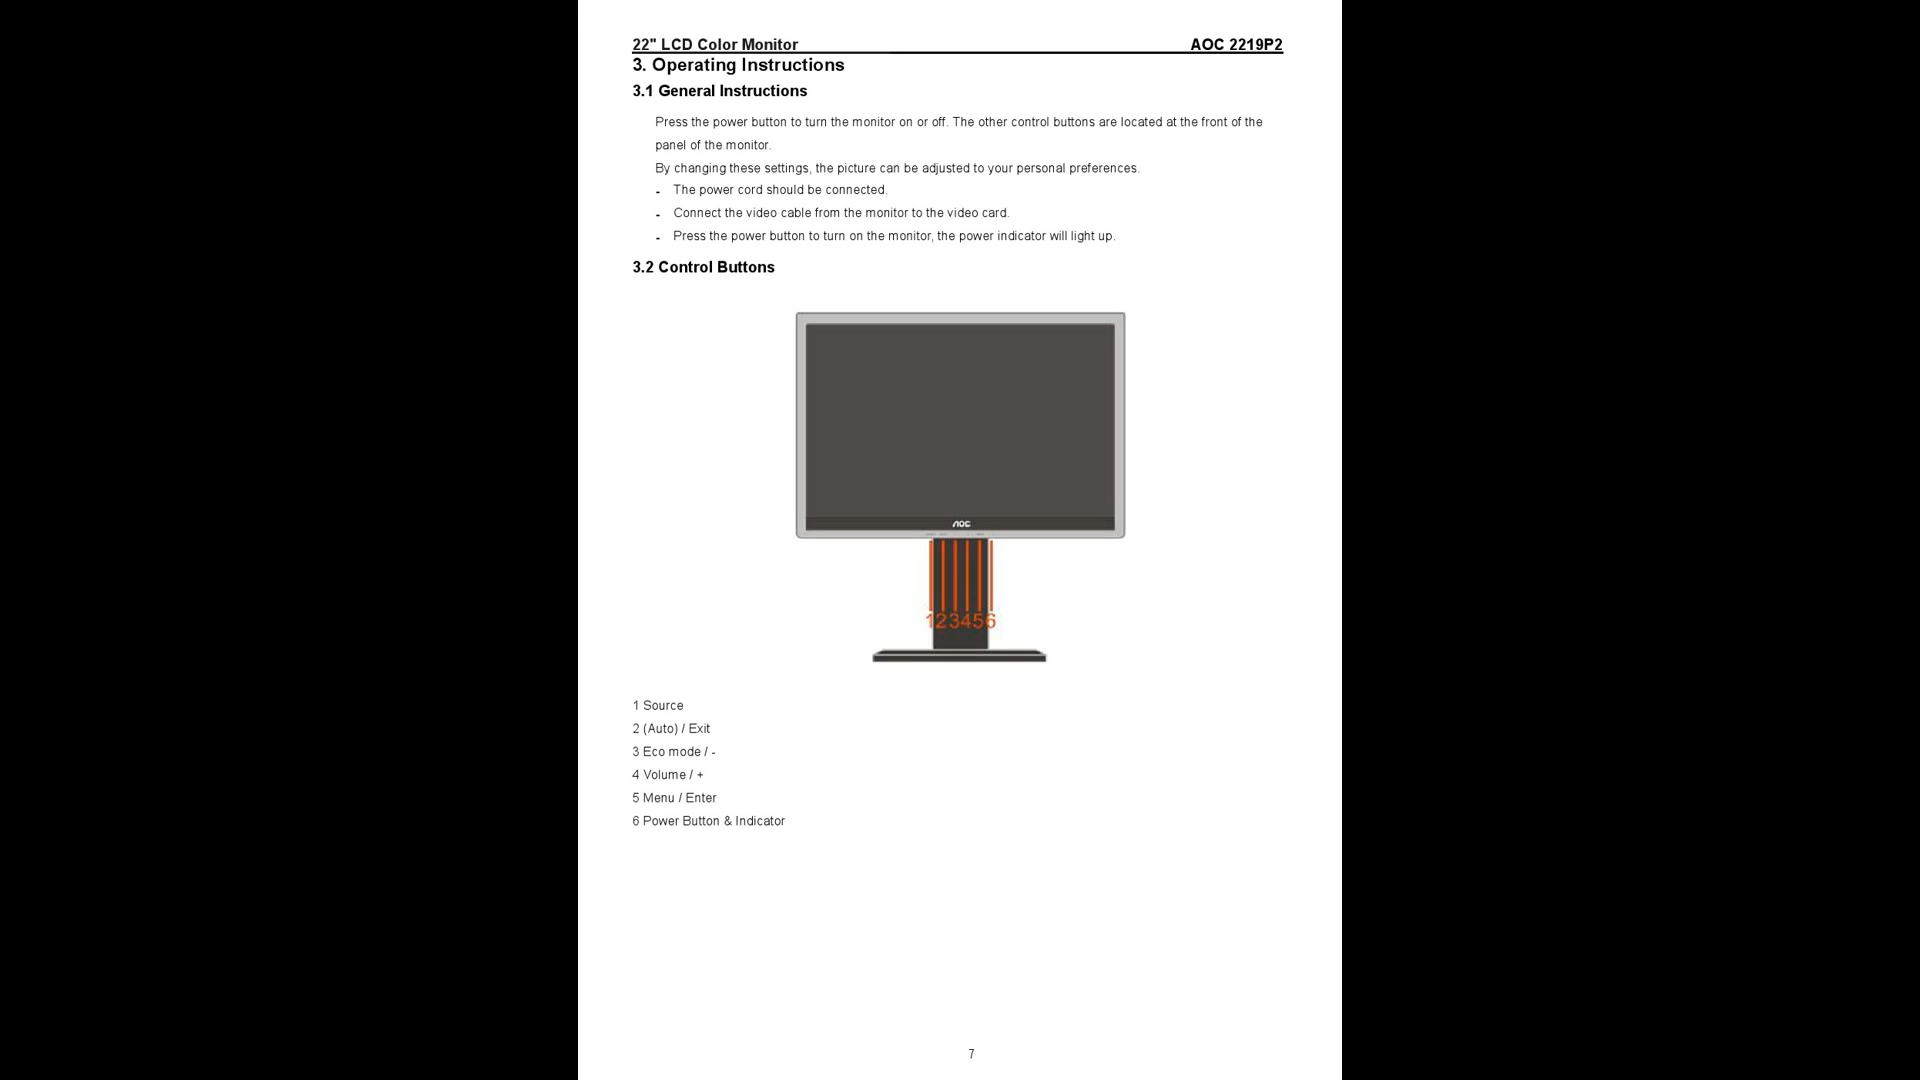 22" LCD Color Monitor AOC 2219P2
3. Operating Instructions
3.1 General Instructions
Press the power button to turn the monitor on or off. The other control buttons are located at the front of the
panel of the monitor.
By changing these settings, the picture can be adjusted to your personal preferences.
- The power cord should be connected.
- Connect the video cable from the monitor to the video card.
- Press the power button to turn on the monitor, the power indicator will light up.
3.2 Control Buttons
AOC
123456
1 Source
2 (Auto) / Exit
3 Eco mode / -
4 Volume / +
5 Menu / Enter
6 Power Button & Indicator
7